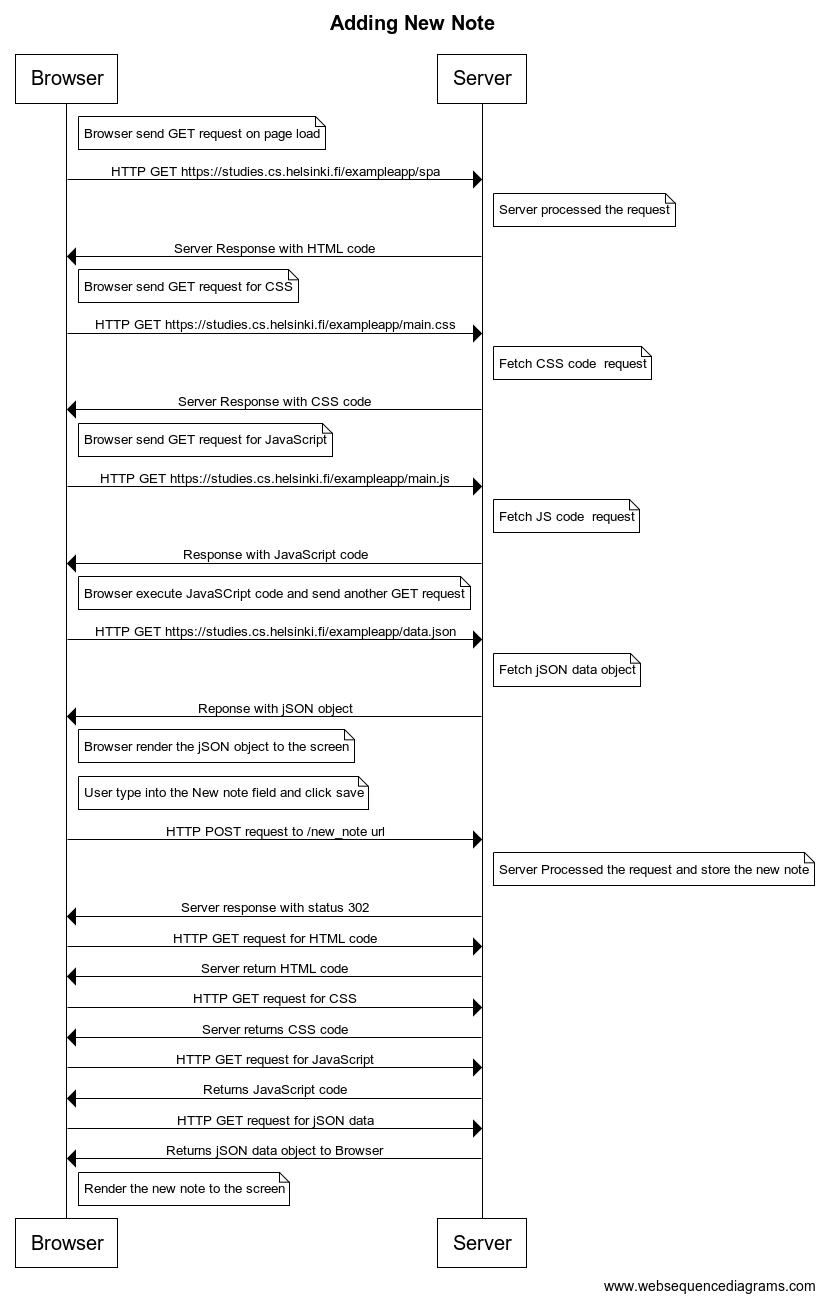 Adding New Note
Browser
Server
Browser send GET request on page load
HTTP GET https://studies.cs.helsinki.fi/exampleapp/spa
Server processed the request
Server Response with HTML code
Browser send GET request for CSS
HTTP GET https://studies.cs.helsinki.fi/exampleapp/main.css
Fetch CSS code  request
Server Response with CSS code
Browser send GET request for JavaScript
HTTP GET https://studies.cs.helsinki.fi/exampleapp/main.js
Fetch JS code  request
Response with JavaScript code
Browser execute JavaSCript code and send another GET request
HTTP GET https://studies.cs.helsinki.fi/exampleapp/data.json
Fetch jSON data object
Reponse with jSON object
Browser render the jSON object to the screen
User type into the New note field and click save
HTTP POST request to /new_note url
Server Processed the request and store the new note
Server response with status 302
HTTP GET request for HTML code
Server return HTML code
HTTP GET request for CSS
Server returns CSS code
HTTP GET request for JavaScript
Returns JavaScript code
HTTP GET request for jSON data
Returns jSON data object to Browser
Render the new note to the screen
Browser
Server
www.websequencediagrams.com